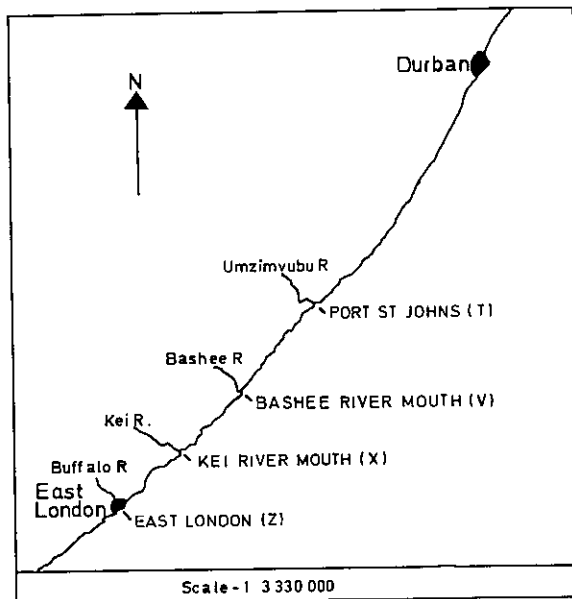 Durban
N
Umzimvubu R
PORT ST JOHNS (T)
Bashee R
BASHEE RIVER MOUTH (V)
Kei R.
KEI RIVER MOUTH (X)
Buffalo R
East
London
EAST LONDON (Z)
Scale-1 3 330 000